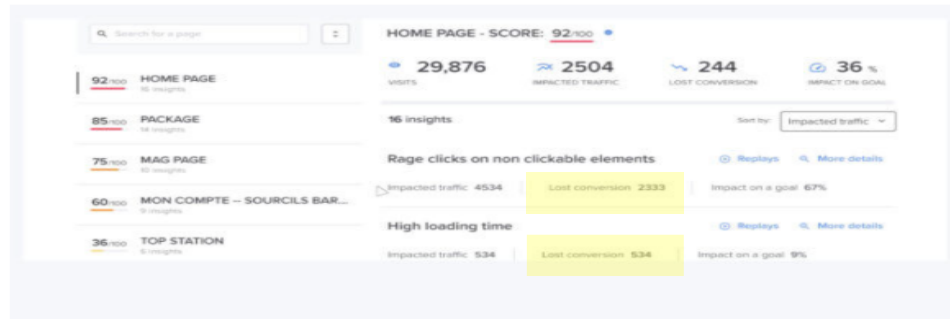 Search for a page
92/100 HOME PAGE
16 insights
85/100 PACKAGE
14 insights
75/100 MAG PAGE
10 insights
60/100 MON COMPTE -- SOURCILS BAR...
9 insights
36/100 TOP STATION
6 insights
HOME PAGE - SCORE: 92/100
29,876
VISITS
2504
IMPACTED TRAFFIC
244
LOST CONVERSION
36 %
IMPACT ON GOAL
16 insights
Sort by: Impacted traffic
Rage clicks on non clickable elements
Replays More details
Impacted traffic 4534 Lost conversion 2333 Impact on a goal 67%
High loading time
Replays More details
Impacted traffic 534 Lost conversion 534 Impact on a goal 9%